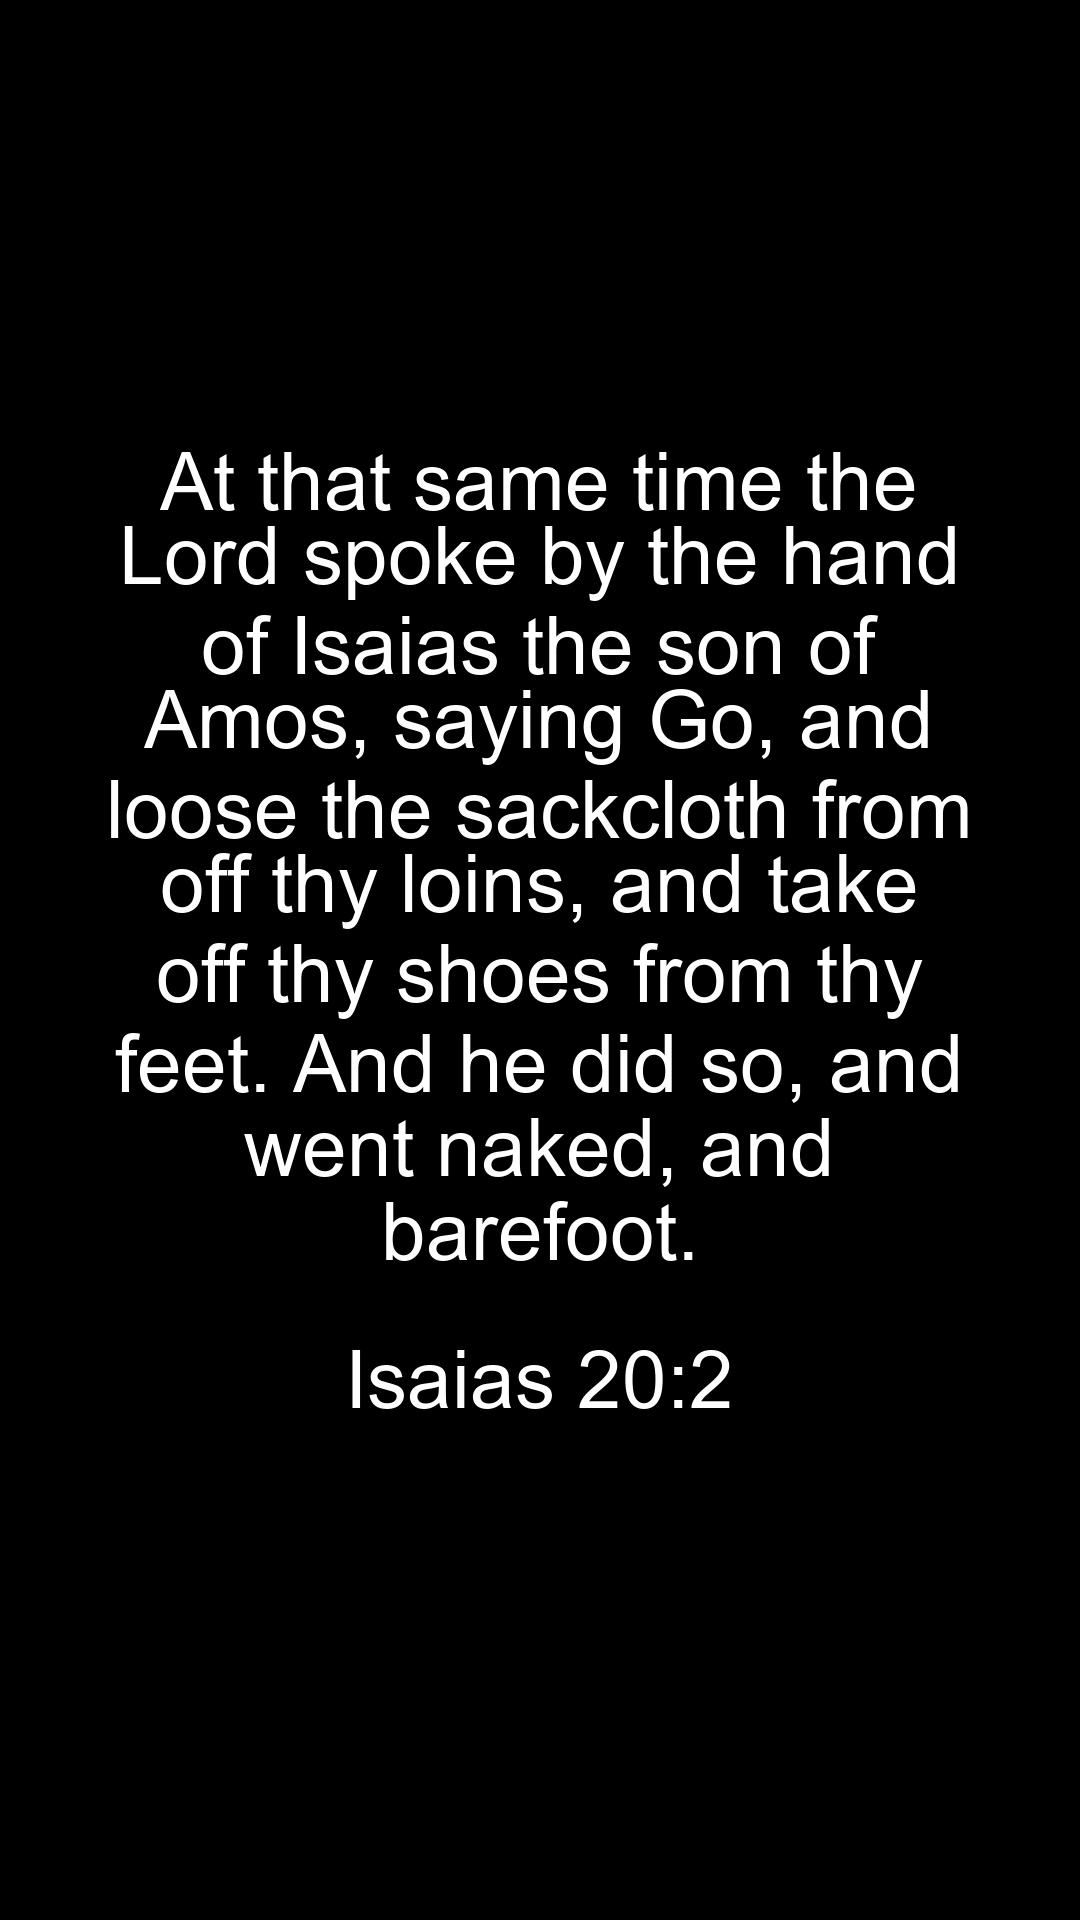 At that same time the
Lord spoke by the hand
of Isaias the son of
Amos, saying Go, and
loose the sackcloth from
off thy loins, and take
off thy shoes from thy
feet. And he did so, and
went naked, and
barefoot.
Isaias 20:2